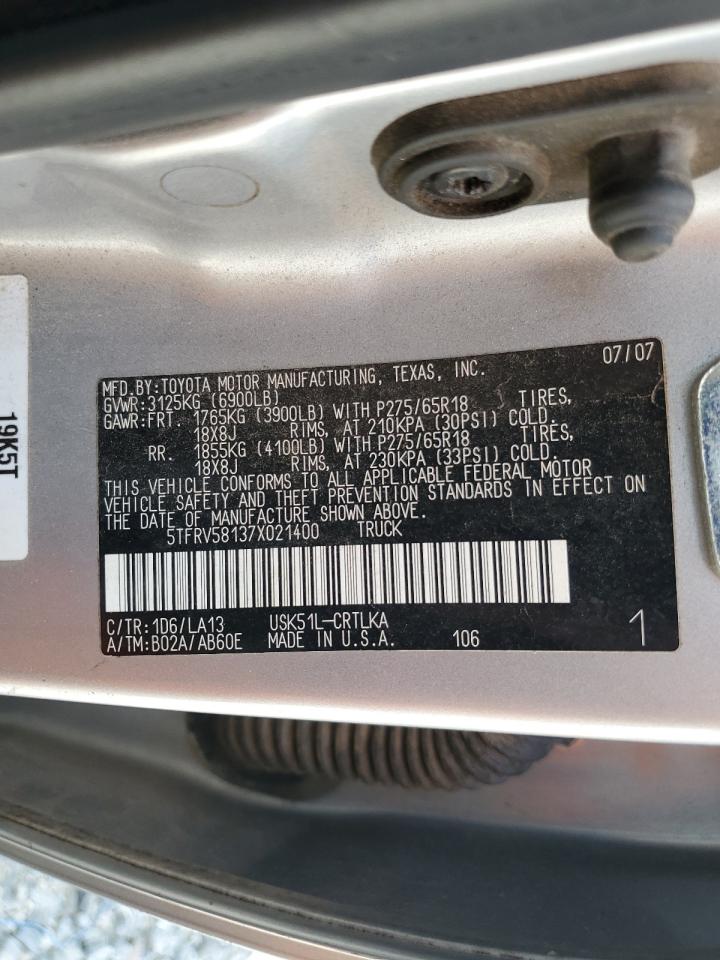 07/07
MFD.BY:TOYOTA MOTOR MANUFACTURING, TEXAS, INC.
GVWR:3125KG (6900LB)
GAWR:FRT. 1765KG (3900LB) WITH P275/65R18 TIRES,
18X8J RIMS, AT 210KPA (30PSI) COLD.
RR. 1855KG (4100LB) WITH P275/65R18 TIRES,
18X8J RIMS, AT 230KPA (33PSI) COLD.
THIS VEHICLE CONFORMS TO ALL APPLICABLE FEDERAL MOTOR
VEHICLE SAFETY AND THEFT PREVENTION STANDARDS IN EFFECT ON
THE DATE OF MANUFACTURE SHOWN ABOVE.
5TFRV58137X021400 TRUCK
C/TR:1D6/LA13 USK51L-CRTLKA
A/TM:B02A/AB60E MADE IN U.S.A. 106 1
19K5T